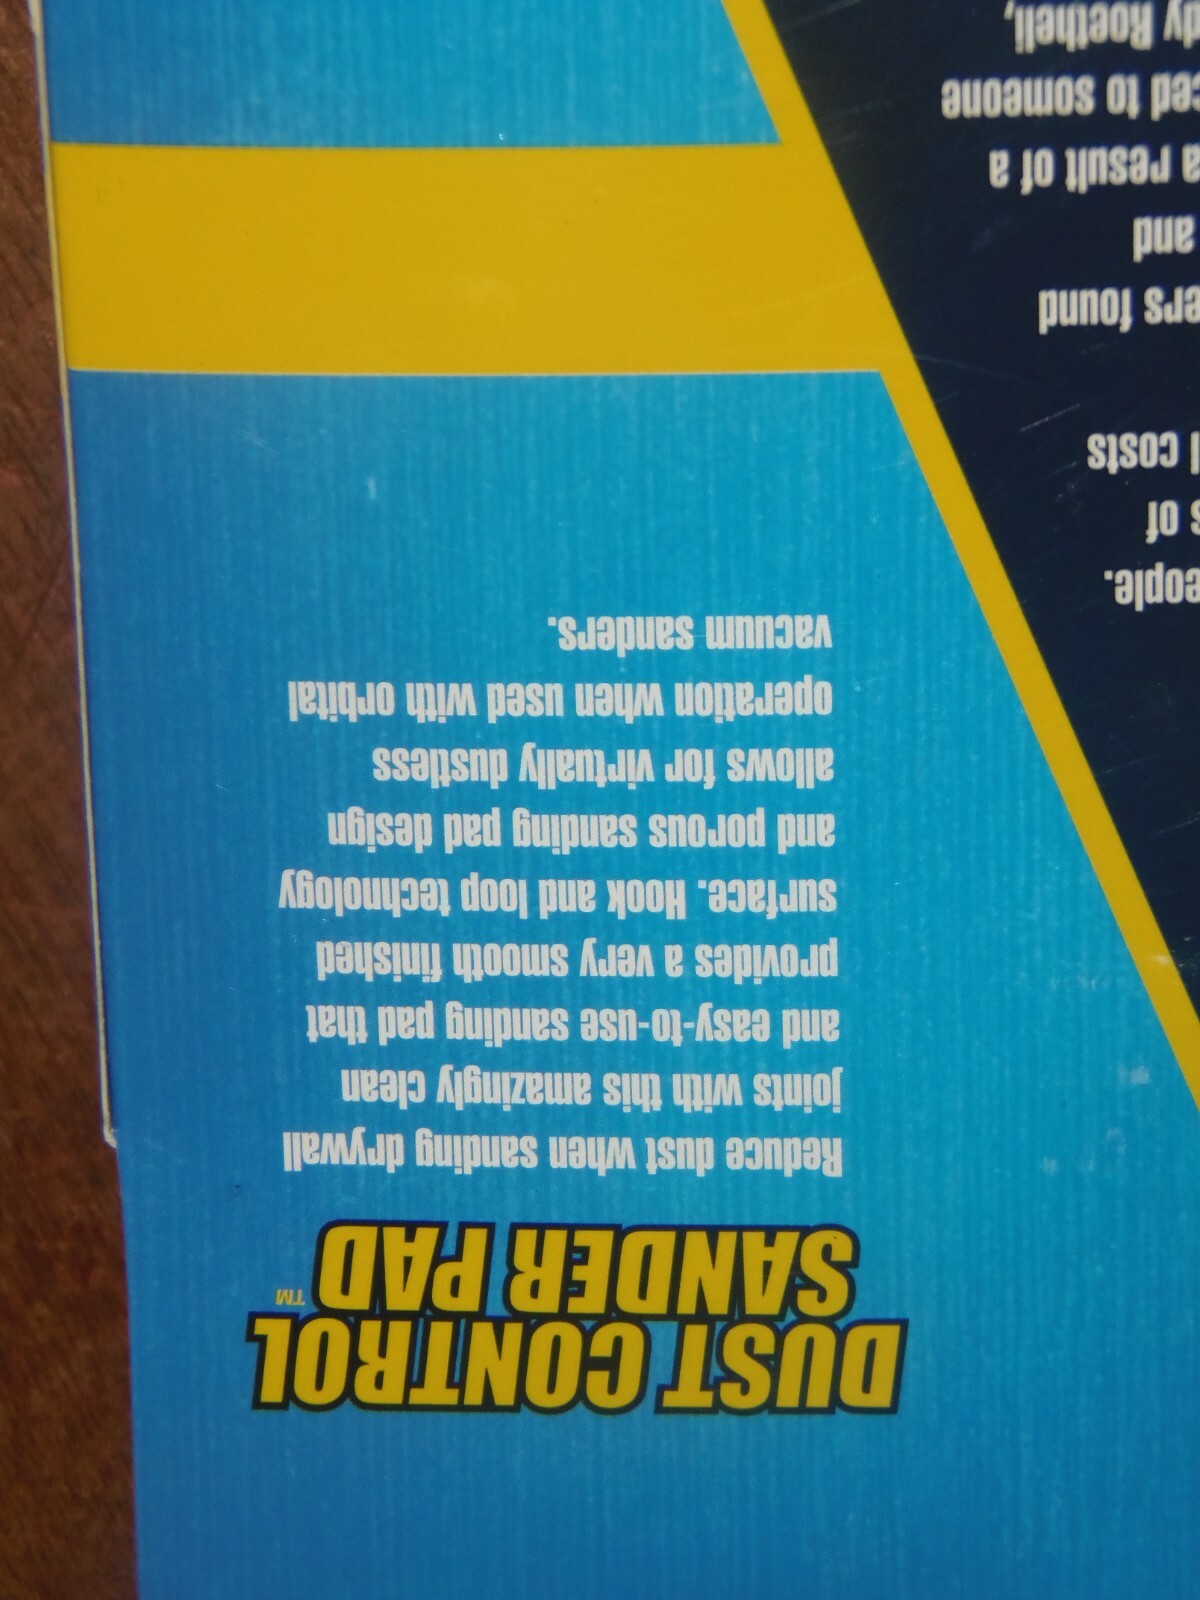 DUST CONTROL
SANDER PAD™
Reduce dust when sanding drywall
joints with this amazingly clean
and easy-to-use sanding pad that
provides a very smooth finished
surface. Hook and loop technology
and porous sanding pad design
allows for virtually dustless
operation when used with orbital
vacuum sanders.
eople.
s of
l costs
ers found
and
a result of a
ced to someone
dy Roethell,